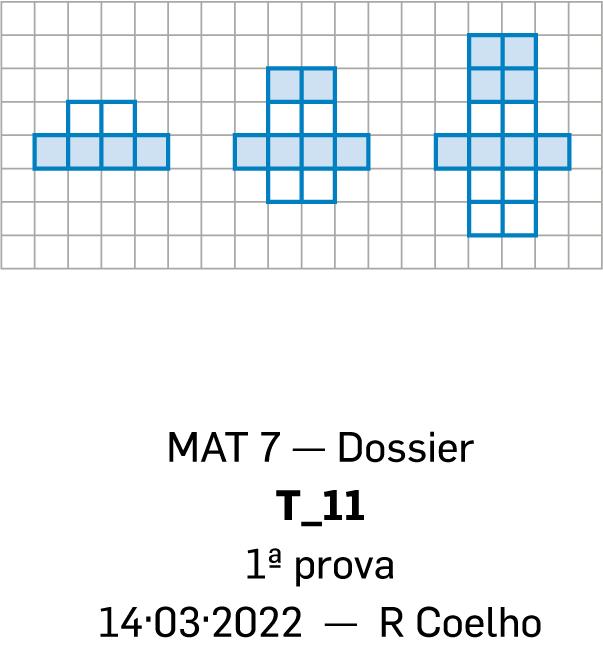 MAT 7 — Dossier
T_11
1ª prova
14·03·2022 — R Coelho